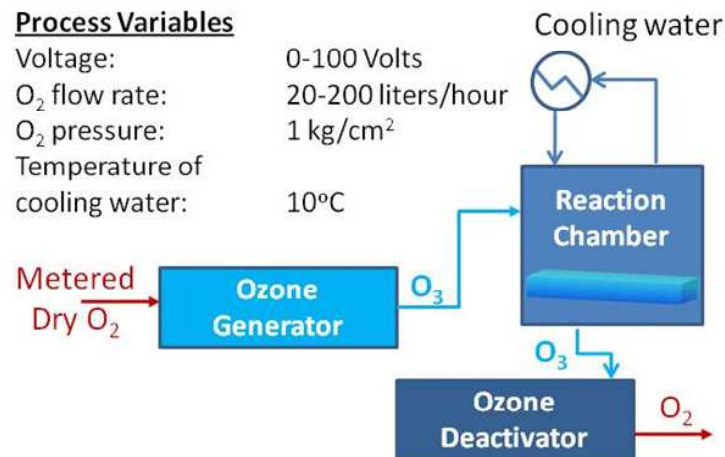 Process Variables
Voltage: 0-100 Volts
O₂ flow rate: 20-200 liters/hour
O₂ pressure: 1 kg/cm²
Temperature of
cooling water: 10°C
Cooling water
Reaction
Chamber
Metered
Dry O₂
Ozone
Generator
O₃
O₃
Ozone
Deactivator
O₂